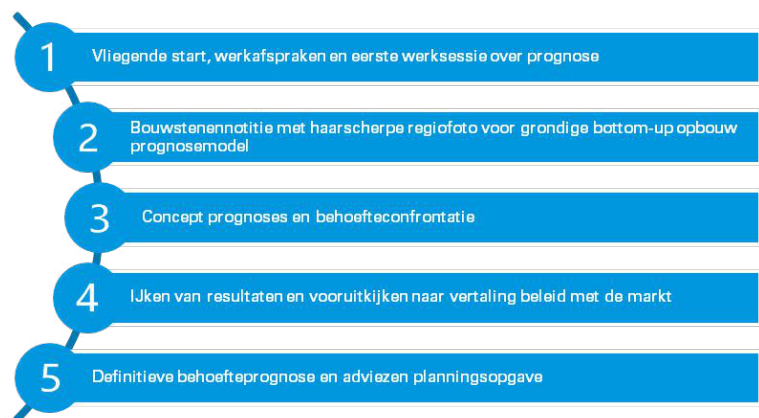 1
Vliegende start, werkafspraken en eerste werksessie over prognose
2
Bouwstenennotitie met haarscherpe regiofoto voor grondige bottom-up opbouw
prognosemodel
3
Concept prognoses en behoefteconfrontatie
4
IJken van resultaten en vooruitkijken naar vertaling beleid met de markt
5
Definitieve behoefteprognose en adviezen planningsopgave